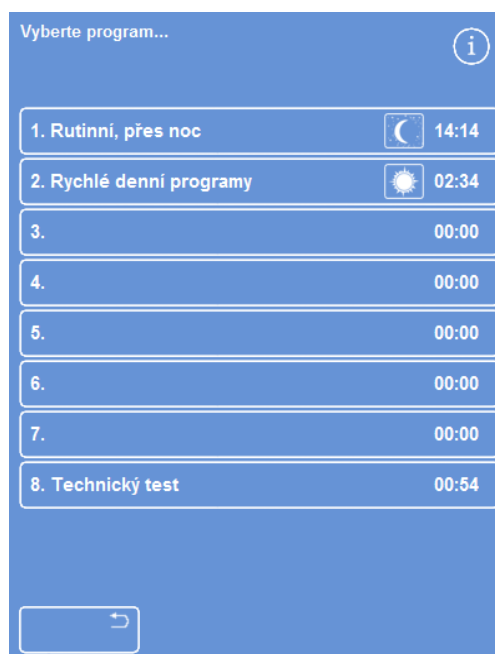 Vyberte program...
1. Rutinní, přes noc 14:14
2. Rychlé denní programy 02:34
3. 00:00
4. 00:00
5. 00:00
6. 00:00
7. 00:00
8. Technický test 00:54